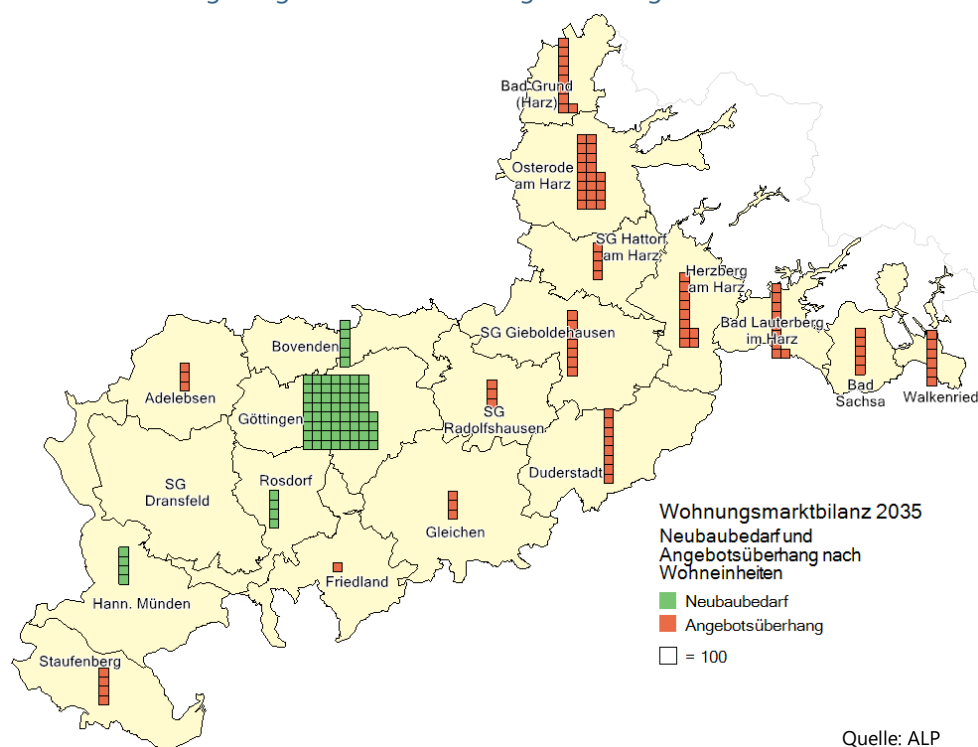 Bad Grund
(Harz)
Osterode
am Harz
SG Hattorf
am Harz
Herzberg
am Harz
Bad Lauterberg
im Harz
SG Gieboldehausen
Bovenden
Adelebsen
Göttingen
SG
Radolfshausen
Bad
Sachsa
Walkenried
Duderstadt
SG
Dransfeld
Rosdorf
Gleichen
Friedland
Hann. Münden
Staufenberg
Wohnungsmarktbilanz 2035
Neubaubedarf und
Angebotsüberhang nach
Wohneinheiten
Neubaubedarf
Angebotsüberhang
= 100
Quelle: ALP